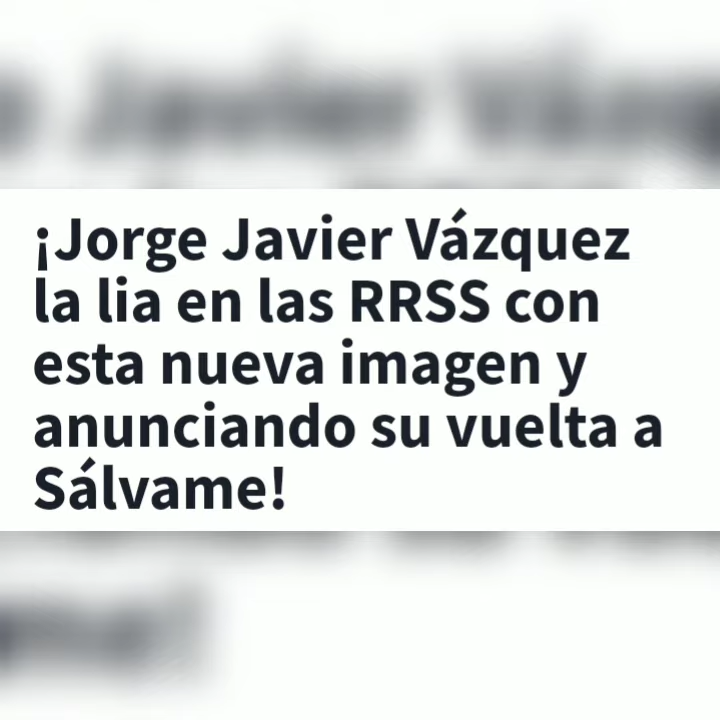 ¡Jorge Javier Vázquez
la lia en las RRSS con
esta nueva imagen y
anunciando su vuelta a
Sálvame!